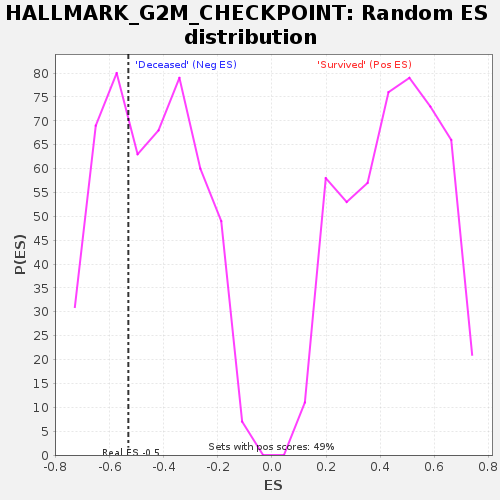 HALLMARK_G2M_CHECKPOINT: Random ES
distribution
'Deceased' (Neg ES) 'Survived' (Pos ES)
80
75
70
65
60
55
50
45
40
35
30
25
20
15
10
5
0
P(ES)
Real ES -0.5
Sets with pos scores: 49%
-0.8 -0.6 -0.4 -0.2 0.0 0.2 0.4 0.6 0.8
ES